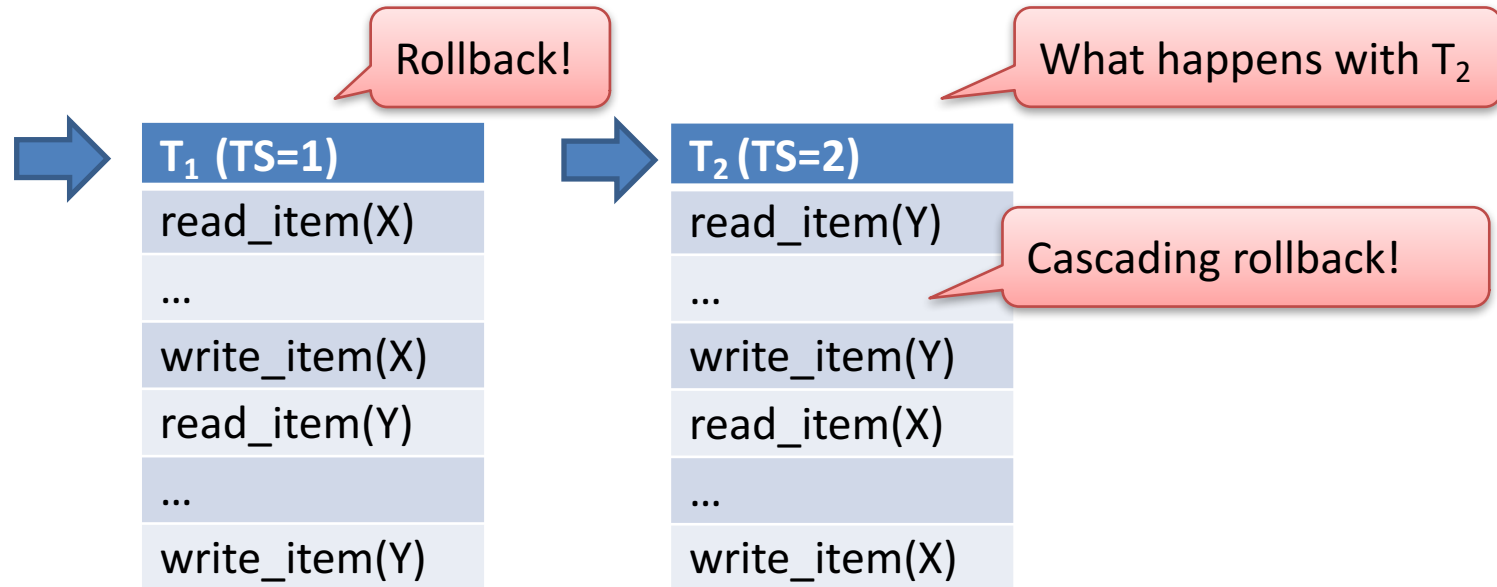 Rollback!
What happens with T₂
T₁ (TS=1)
read_item(X)
...
write_item(X)
read_item(Y)
...
write_item(Y)
T₂ (TS=2)
read_item(Y)
...
write_item(Y)
read_item(X)
...
write_item(X)
Cascading rollback!